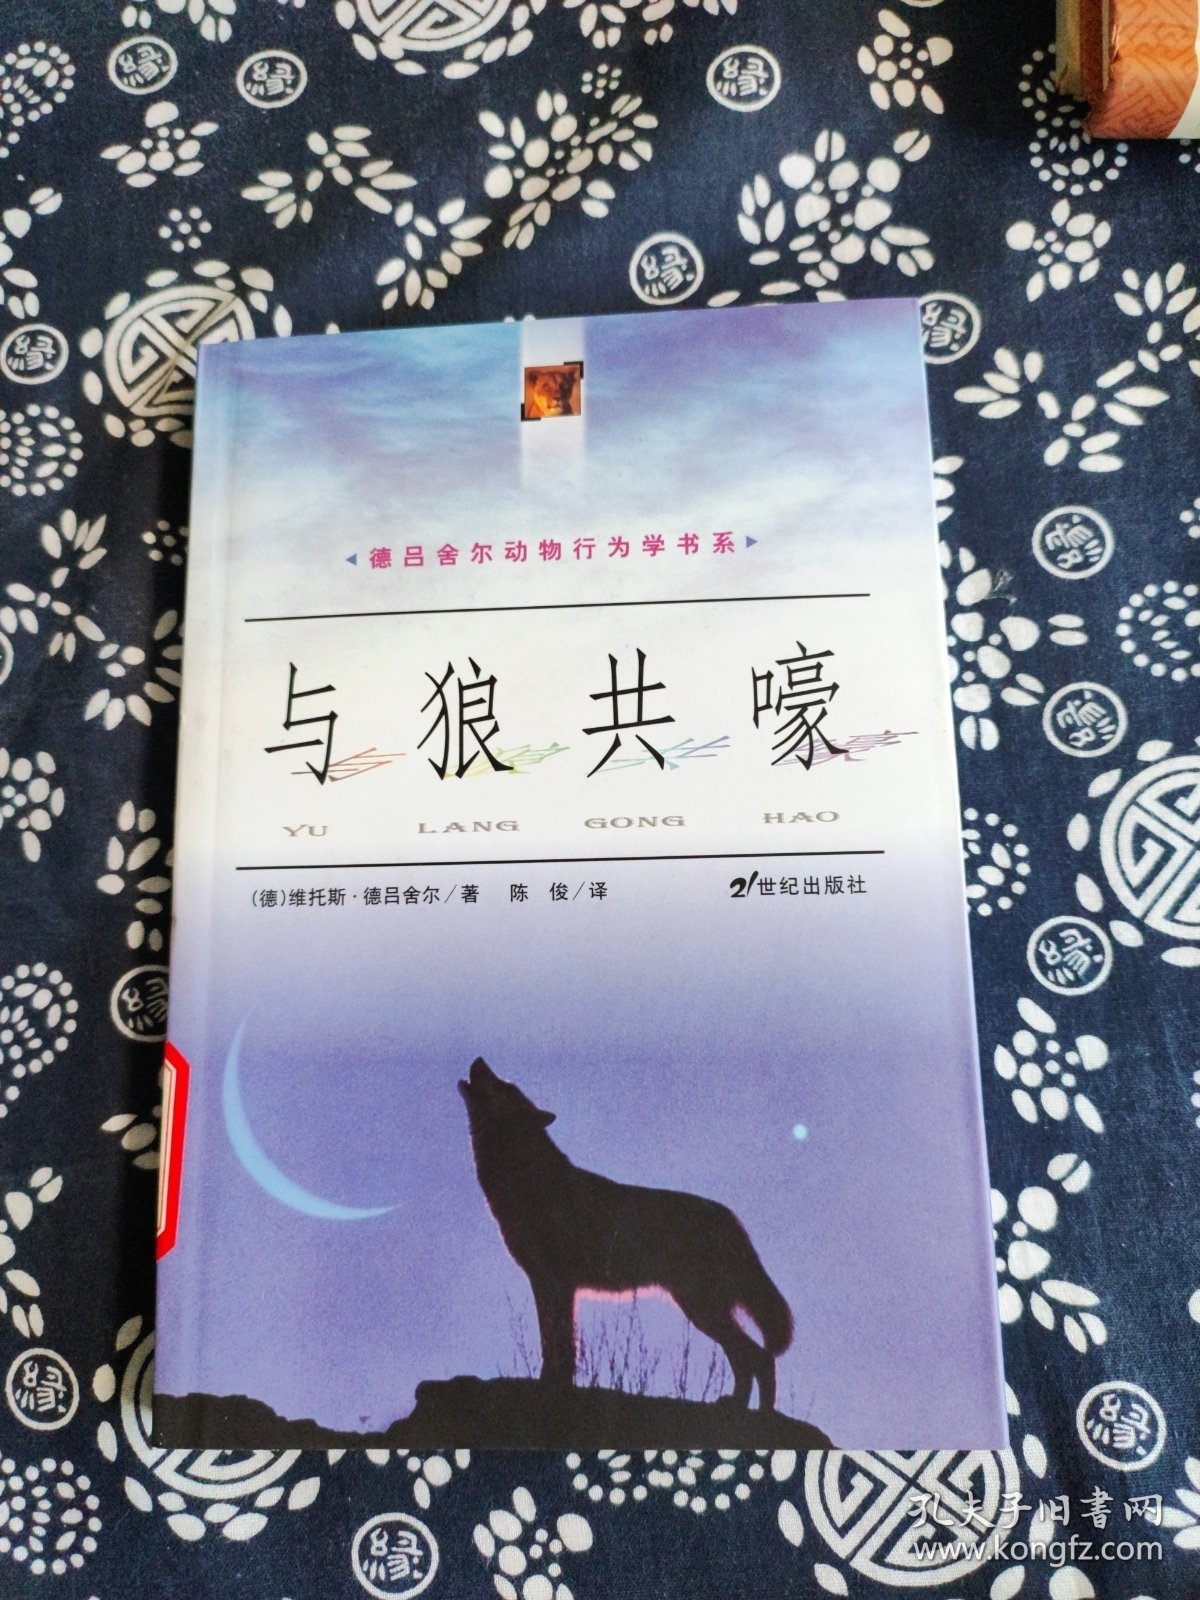 德吕舍尔动物行为学书系
与狼共嚎
YU LANG GONG HAO
(德)维托斯·德吕舍尔/著 陈 俊/译
21世纪出版社
孔夫子旧書网
www.kongfz.com